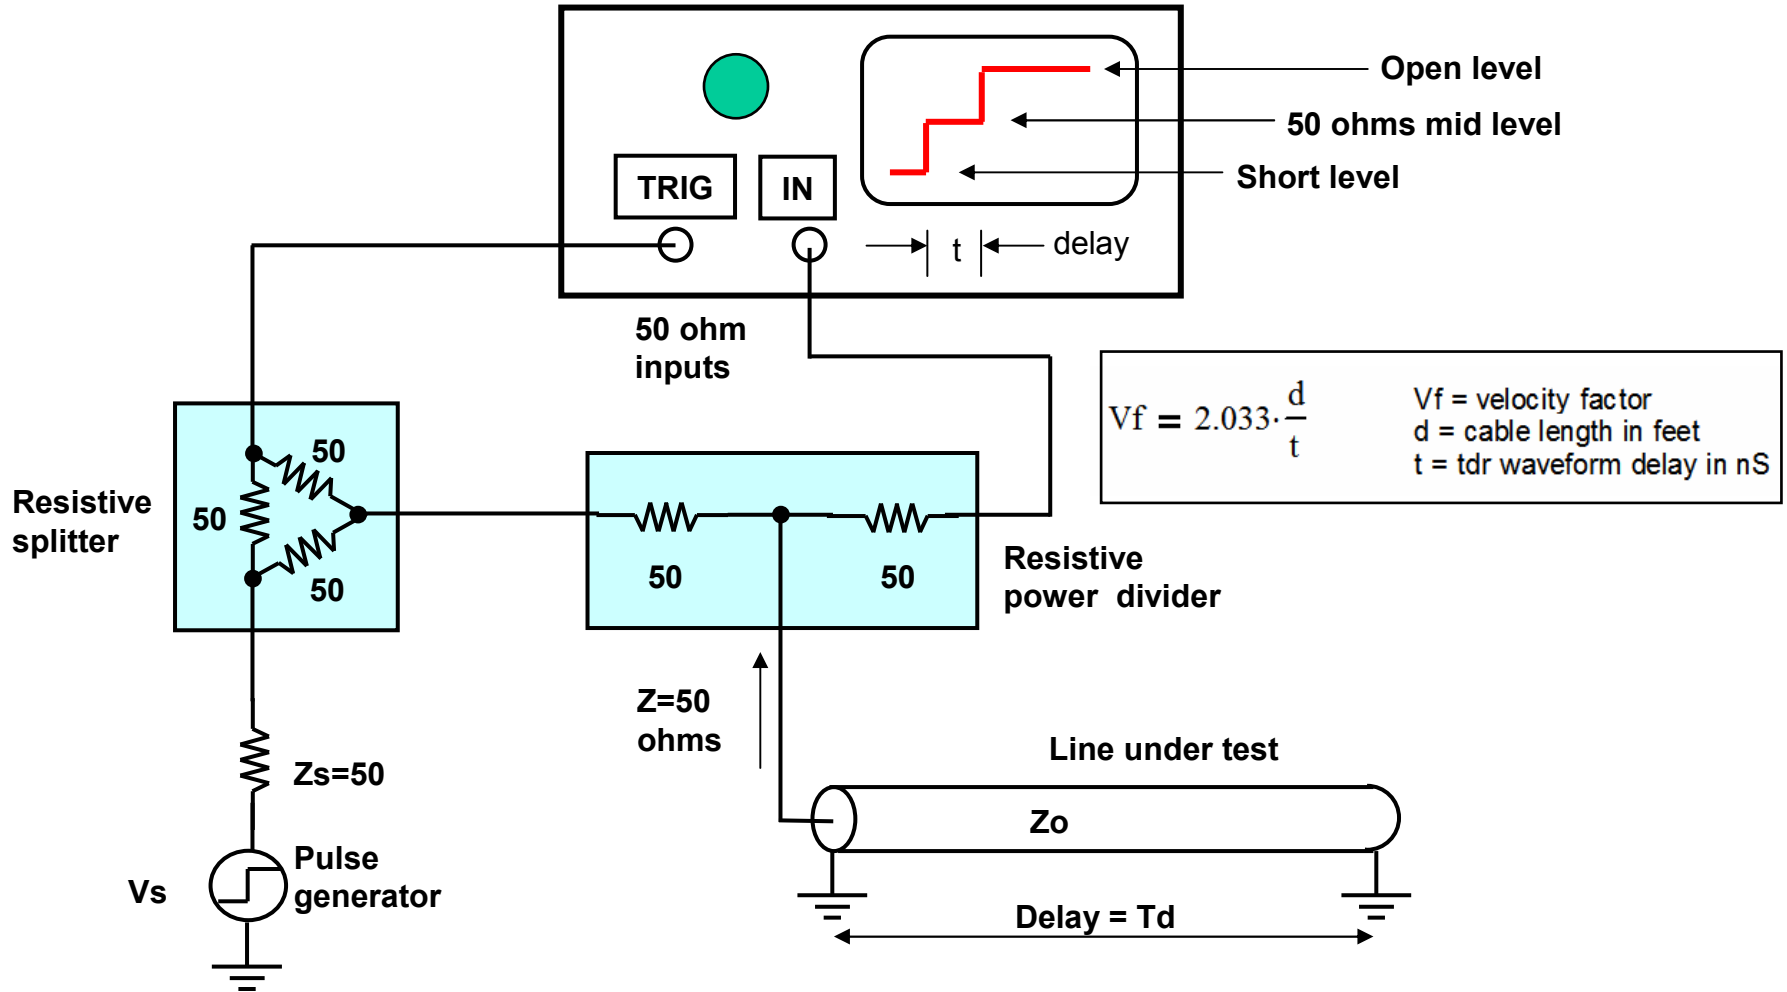 Open level
50 ohms mid level
Short level
TRIG
IN
t
delay
50 ohm
inputs
Vf = 2.033· d
t
Vf = velocity factor
d = cable length in feet
t = tdr waveform delay in nS
Resistive
splitter
50
50
50
50
50
Resistive
power divider
Z=50
ohms
Line under test
Zs=50
Zo
Pulse
generator
Vs
Delay = Td